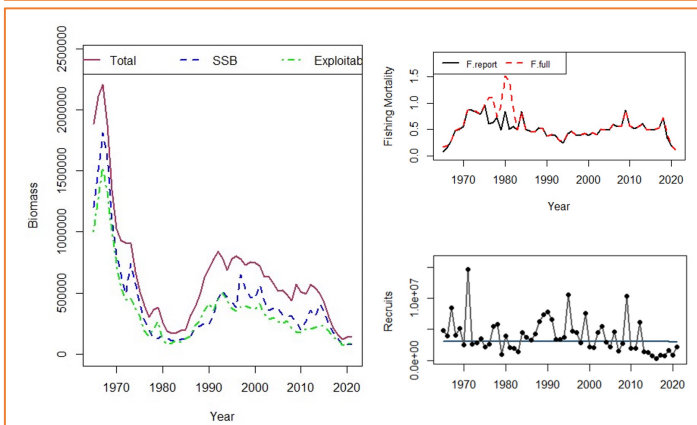 Total SSB Exploitab
Biomass
2500000
2000000
1500000
1000000
500000
0
1970 1980 1990 2000 2010 2020
Year
F.report F.full
Fishing Mortality
1.5
1.0
0.5
0.0
1970 1980 1990 2000 2010 2020
Year
Recruits
1.0e+07
0.0e+00
1970 1980 1990 2000 2010 2020